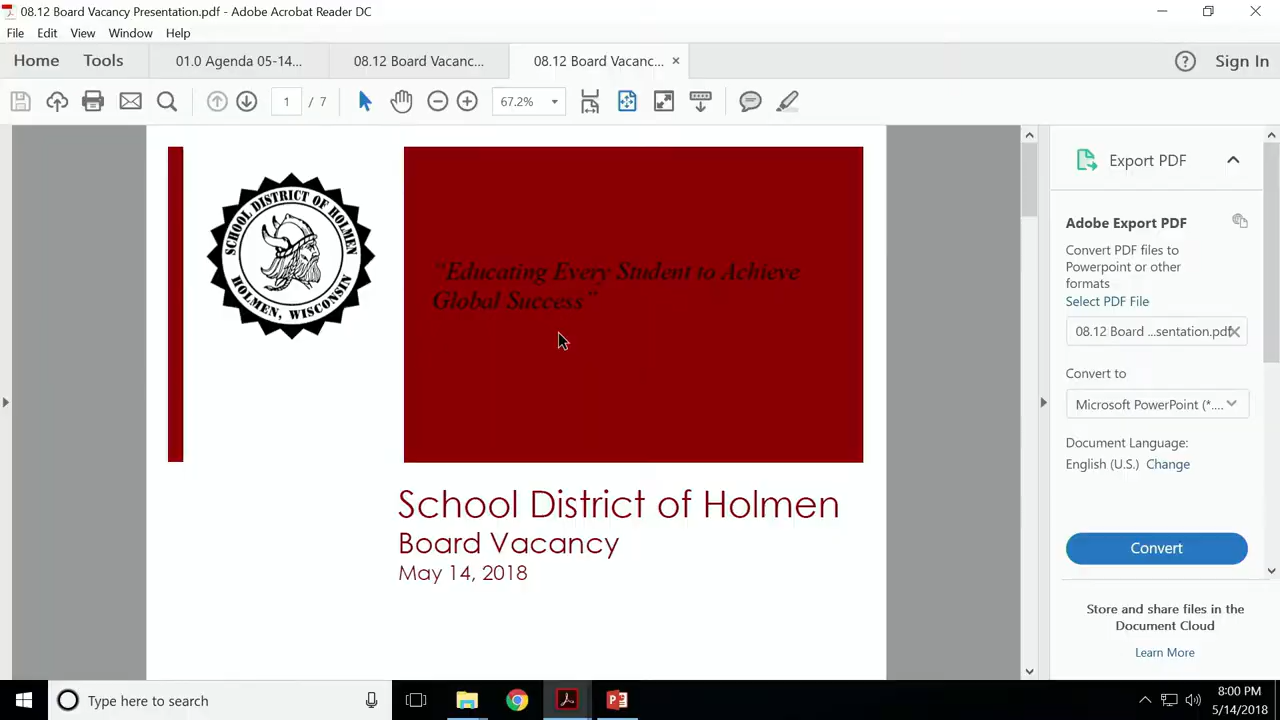 08.12 Board Vacancy Presentation.pdf - Adobe Acrobat Reader DC
File Edit View Window Help
Home Tools 01.0 Agenda 05-14... 08.12 Board Vacanc... 08.12 Board Vacanc... × Sign In
1 / 7 67.2%
Export PDF
SCHOOL DISTRICT OF HOLMEN
HOLMEN, WISCONSIN
"Educating Every Student to Achieve
Global Success"
School District of Holmen
Board Vacancy
May 14, 2018
Adobe Export PDF
Convert PDF files to
Powerpoint or other
formats
Select PDF File
08.12 Board ...sentation.pdf
Convert to
Microsoft PowerPoint (*....
Document Language:
English (U.S.) Change
Convert
Store and share files in the
Document Cloud
Learn More
Type here to search
8:00 PM
5/14/2018